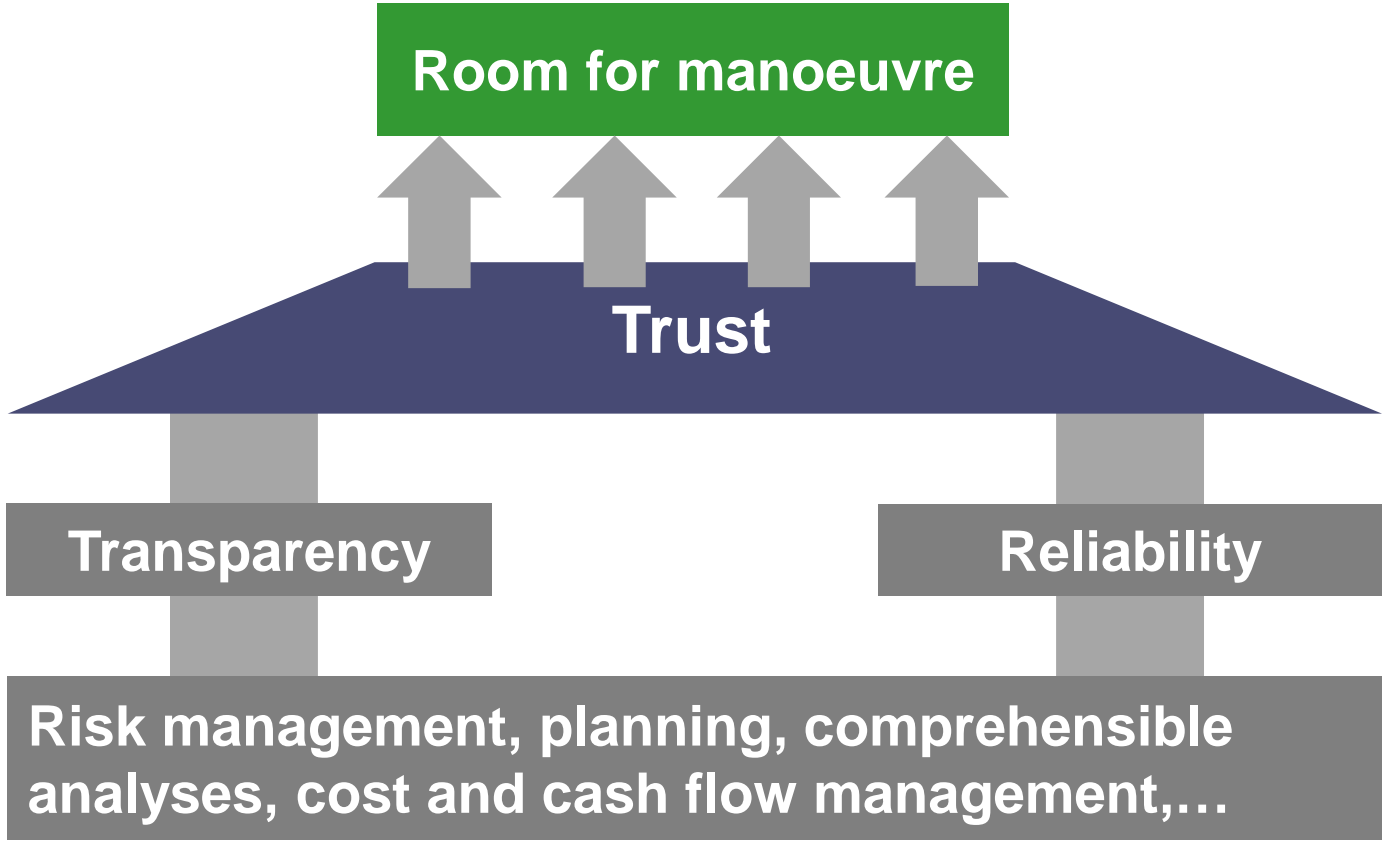 Room for manoeuvre
Trust
Transparency
Reliability
Risk management, planning, comprehensible
analyses, cost and cash flow management,…